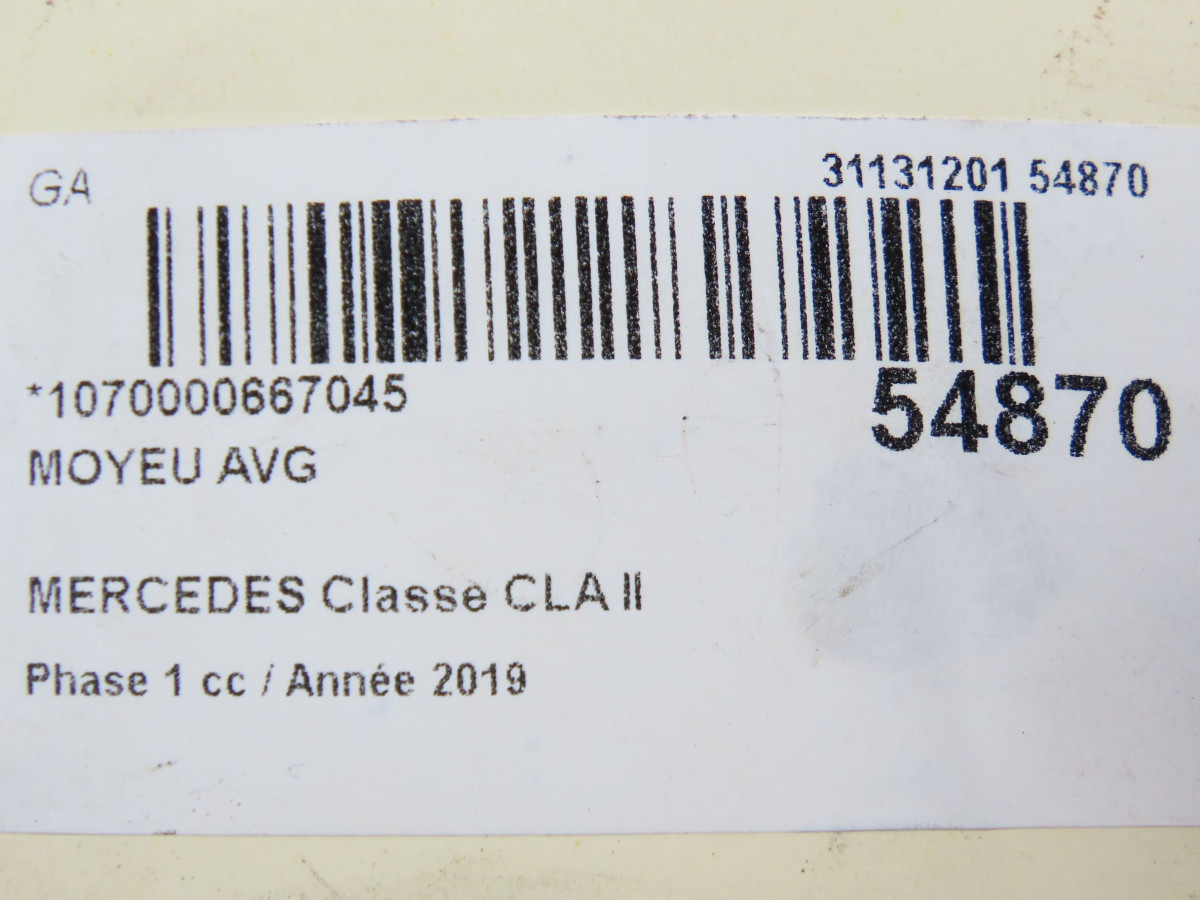 GA
31131201 54870
*1070000667045
54870
MOYEU AVG
MERCEDES Classe CLA II
Phase 1 cc / Année 2019